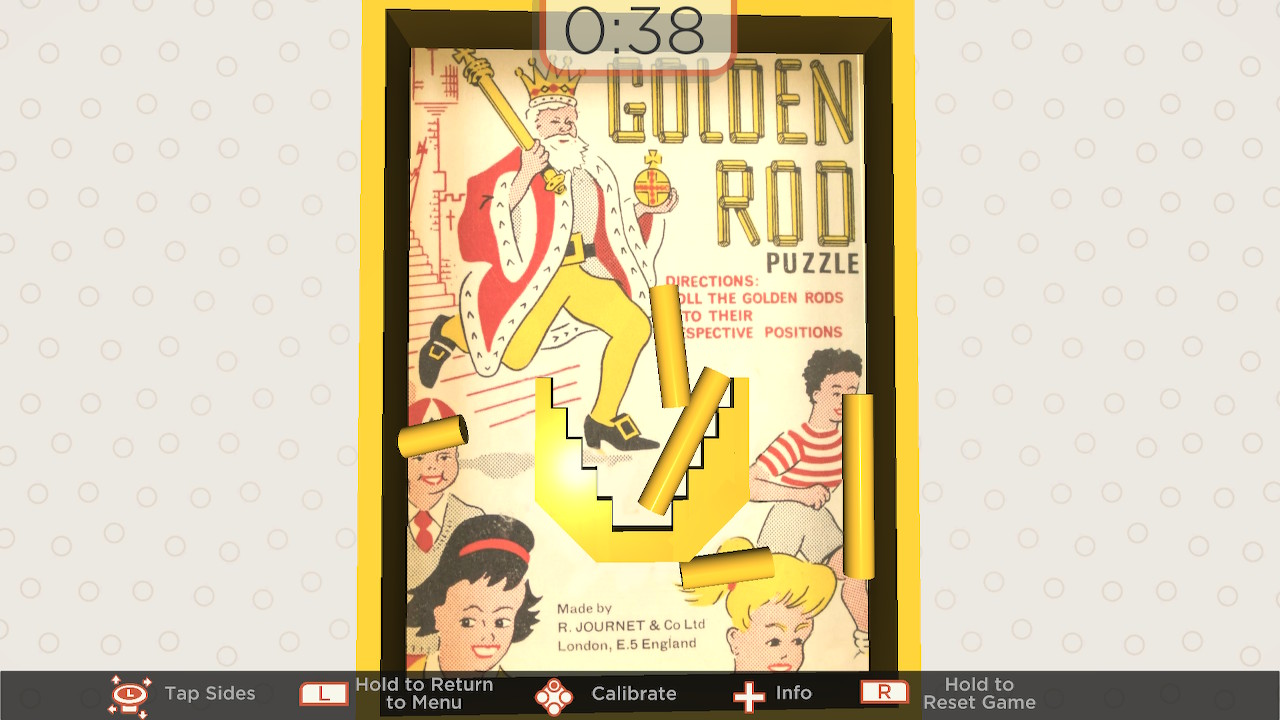 0:38
GOLDEN
ROD
PUZZLE
DIRECTIONS:
OLL THE GOLDEN RODS
TO THEIR
SPECTIVE POSITIONS
Made by
R. JOURNET & Co Ltd
London, E.5 England
L Tap Sides
L Hold to Return
to Menu
Calibrate
Info
R Hold to
Reset Game